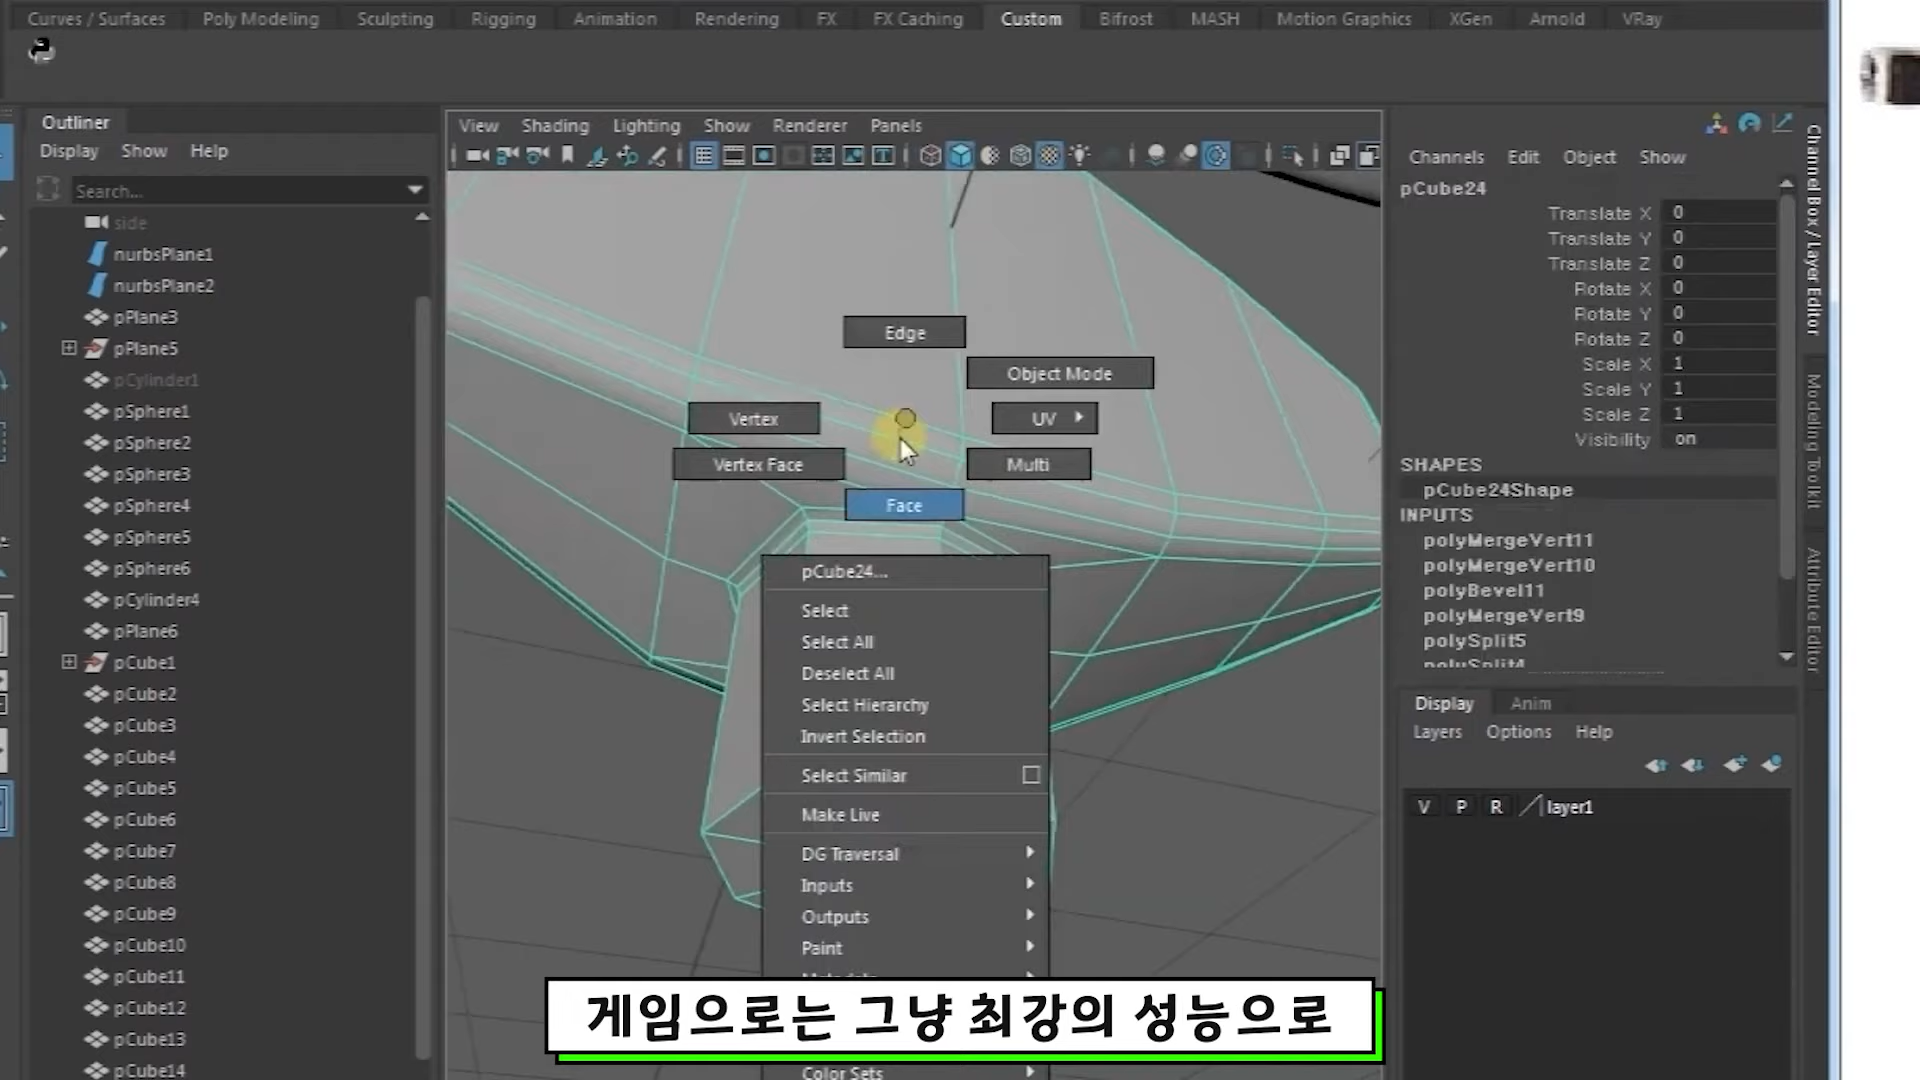 Curves / Surfaces Poly Modeling Sculpting Rigging Animation Rendering FX FX Caching Custom Bifrost MASH Motion Graphics XGen Arnold VRay
Outliner
Display Show Help
Search...
side
nurbsPlane1
nurbsPlane2
pPlane3
pPlane5
pCylinder1
pSphere1
pSphere2
pSphere3
pSphere4
pSphere5
pSphere6
pCylinder4
pPlane6
pCube1
pCube2
pCube3
pCube4
pCube5
pCube6
pCube7
pCube8
pCube9
pCube10
pCube11
pCube12
pCube13
pCube14
View Shading Lighting Show Renderer Panels
Edge
Object Mode
Vertex
UV
Vertex Face
Multi
Face
pCube24...
Select
Select All
Deselect All
Select Hierarchy
Invert Selection
Select Similar
Make Live
DG Traversal
Inputs
Outputs
Paint
Color Sets
게임으로는 그냥 최강의 성능으로
Channels Edit Object Show
pCube24
Translate X 0
Translate Y 0
Translate Z 0
Rotate X 0
Rotate Y 0
Rotate Z 0
Scale X 1
Scale Y 1
Scale Z 1
Visibility on
SHAPES
pCube24Shape
INPUTS
polyMergeVert11
polyMergeVert10
polyBevel11
polyMergeVert9
polySplit5
polySplit4
Display Anim
Layers Options Help
V P R layer1
Channel Box / Layer Editor
Modeling Toolkit
Attribute Editor